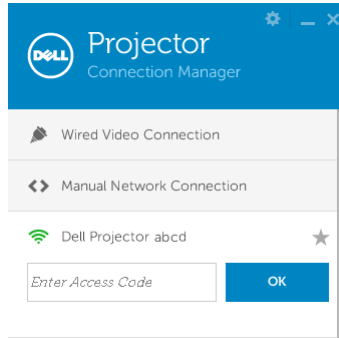 DELL
Projector
Connection Manager
Wired Video Connection
Manual Network Connection
Dell Projector abcd
Enter Access Code
OK